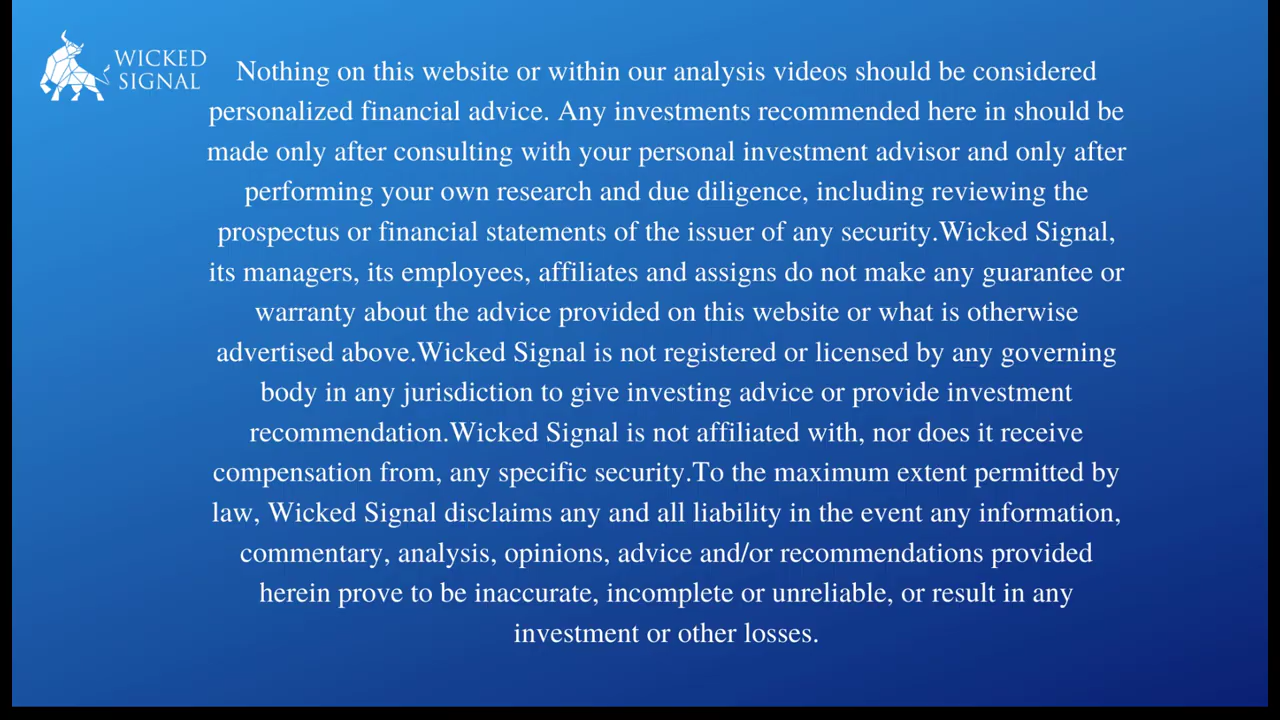 WICKED
SIGNAL
Nothing on this website or within our analysis videos should be considered
personalized financial advice. Any investments recommended here in should be
made only after consulting with your personal investment advisor and only after
performing your own research and due diligence, including reviewing the
prospectus or financial statements of the issuer of any security.Wicked Signal,
its managers, its employees, affiliates and assigns do not make any guarantee or
warranty about the advice provided on this website or what is otherwise
advertised above.Wicked Signal is not registered or licensed by any governing
body in any jurisdiction to give investing advice or provide investment
recommendation.Wicked Signal is not affiliated with, nor does it receive
compensation from, any specific security.To the maximum extent permitted by
law, Wicked Signal disclaims any and all liability in the event any information,
commentary, analysis, opinions, advice and/or recommendations provided
herein prove to be inaccurate, incomplete or unreliable, or result in any
investment or other losses.